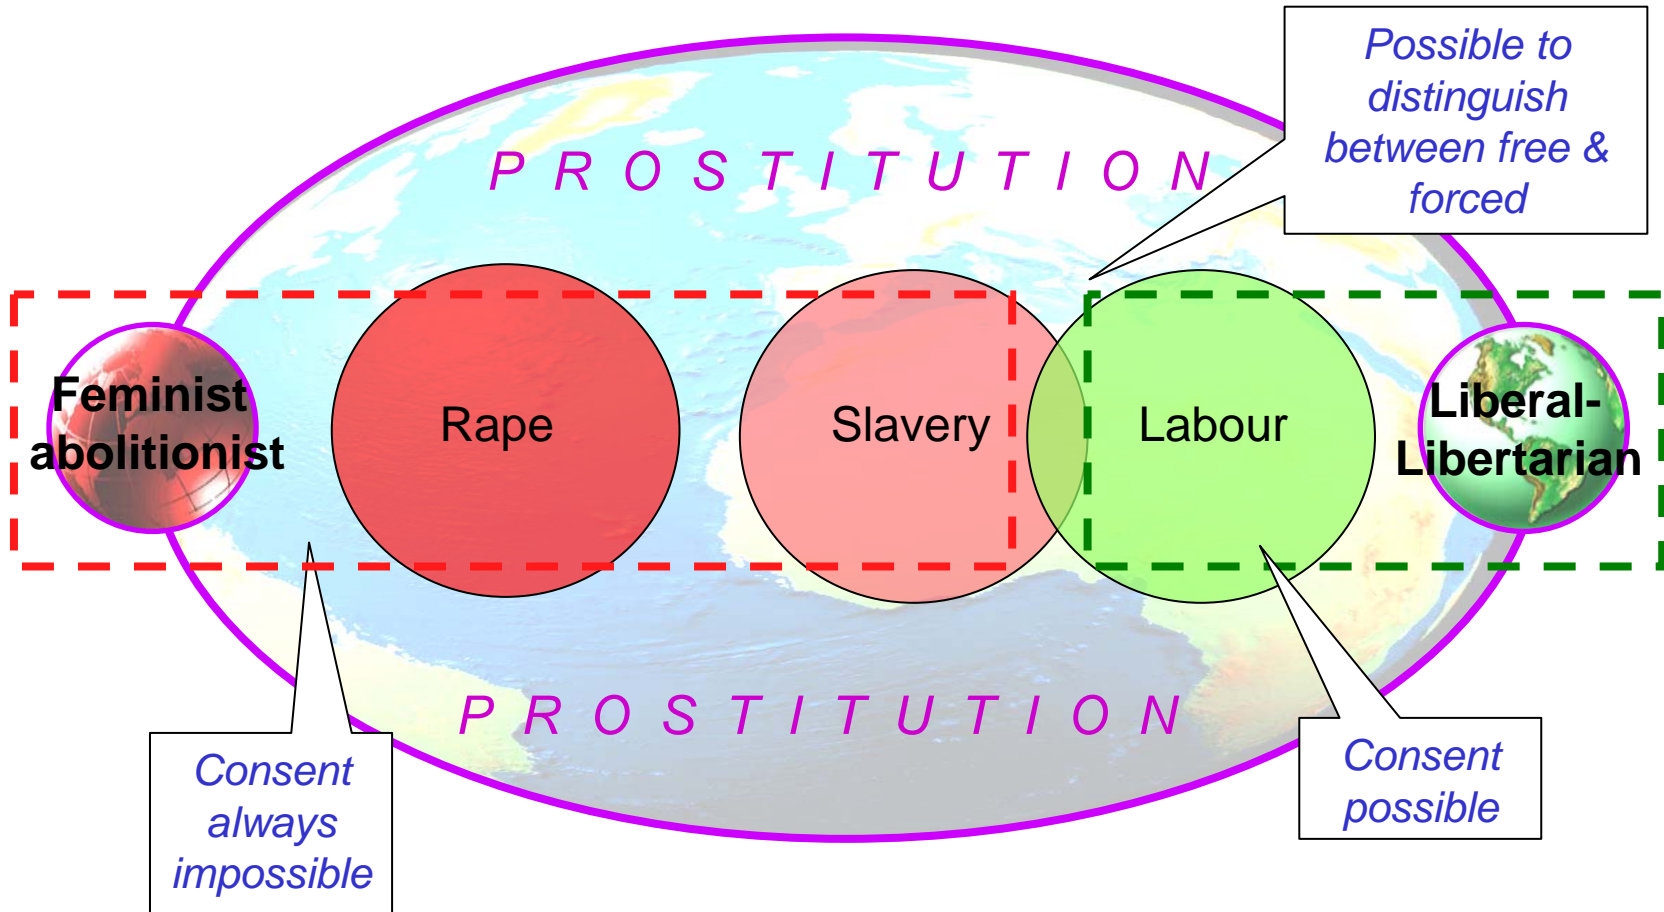 Possible to
distinguish
between free &
forced
P R O S T I T U T I O N
Feminist
abolitionist
Rape
Slavery
Labour
Liberal-
Libertarian
P R O S T I T U T I O N
Consent
always
impossible
Consent
possible